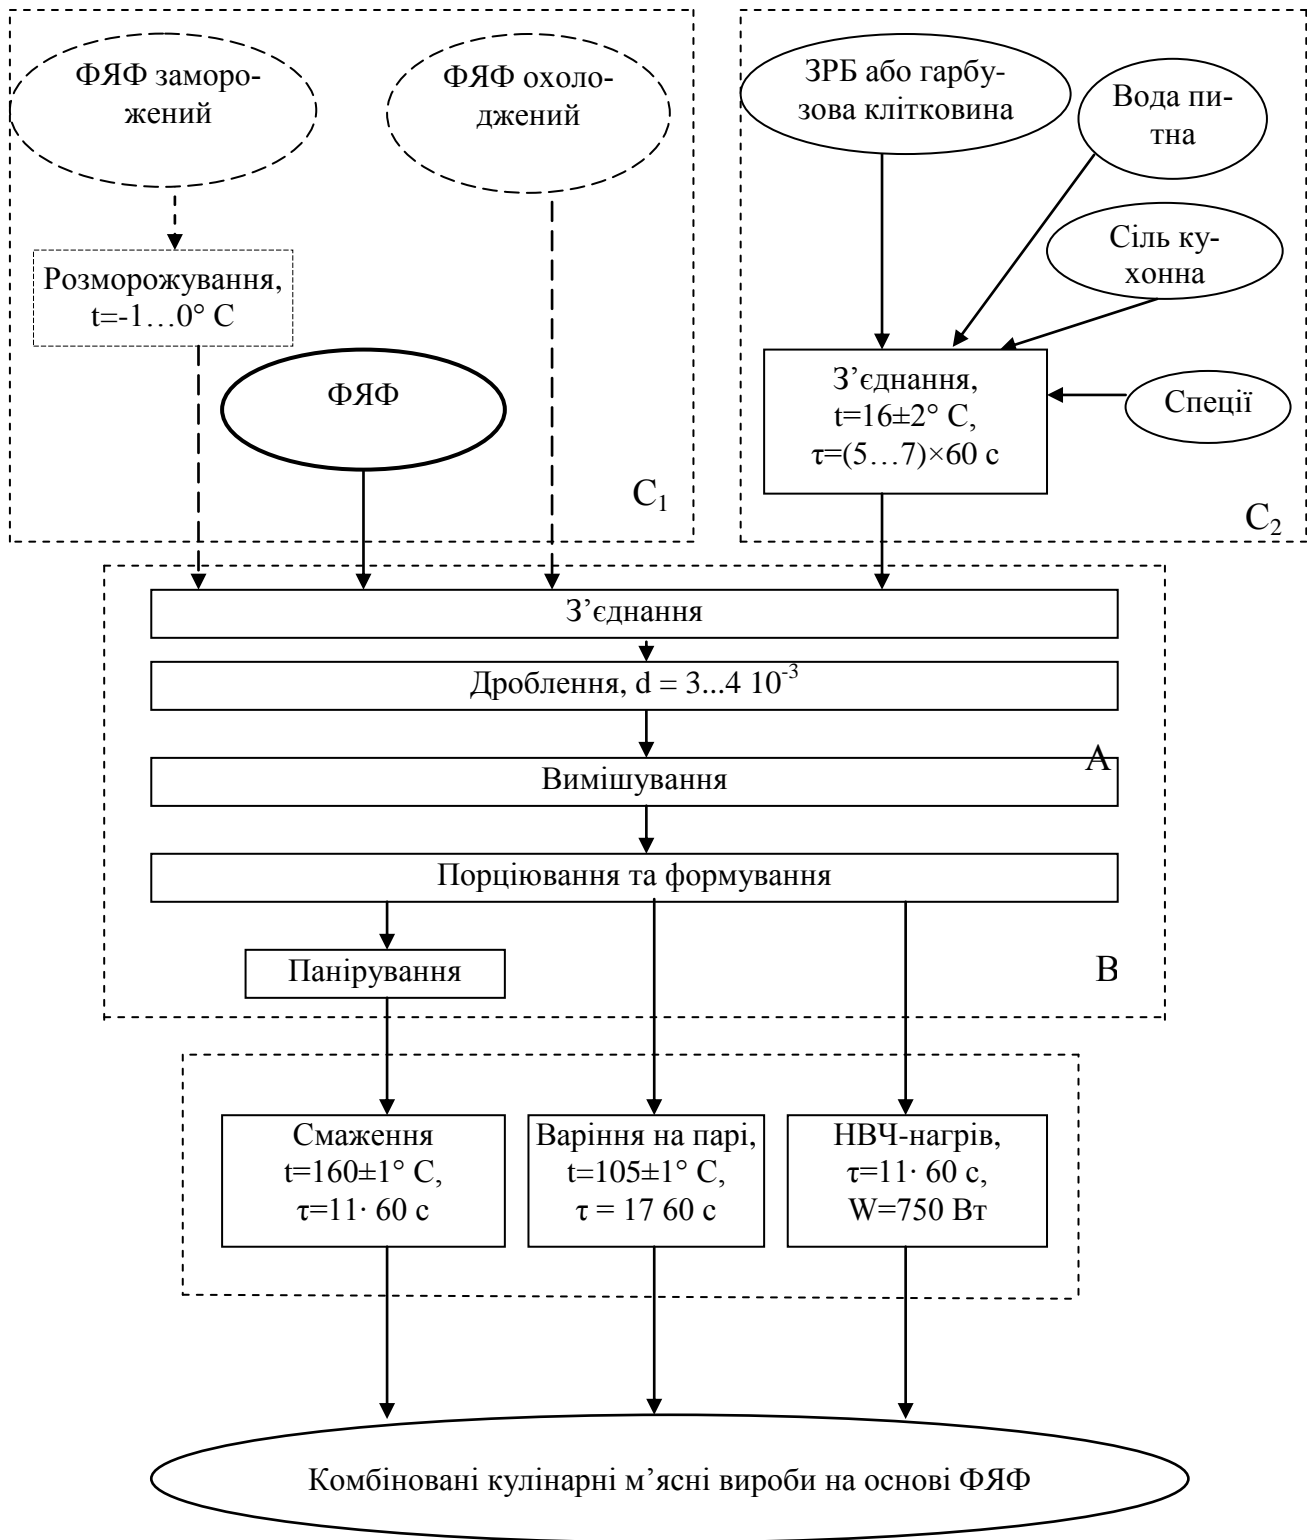 ФЯФ заморо-
жений
ФЯФ охоло-
джений
Розморожування,
t=-1…0° С
ФЯФ
С₁
ЗРБ або гарбу-
зова клітковина
Вода пи-
тна
Сіль ку-
хонна
З’єднання,
t=16±2° С,
τ=(5…7)×60 с
Спеції
С₂
З’єднання
Дроблення, d = 3...4 10⁻³
А
Вимішування
Порціювання та формування
Панірування
В
Смаження
t=160±1° С,
τ=11· 60 с
Варіння на парі,
t=105±1° С,
τ = 17 60 с
НВЧ-нагрів,
τ=11· 60 с,
W=750 Вт
Комбіновані кулінарні м’ясні вироби на основі ФЯФ